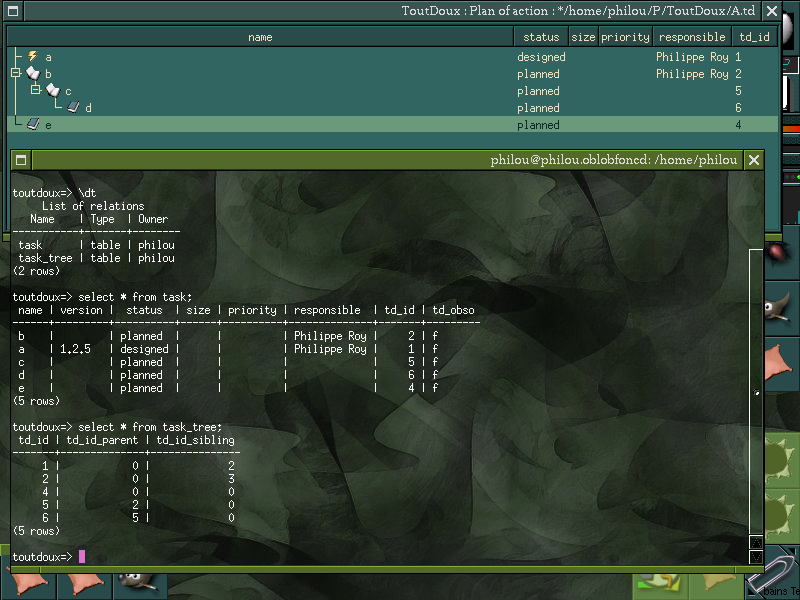 ToutDoux : Plan of action : */home/philou/P/ToutDoux/A.td
name status size priority responsible td_id
a designed Philippe Roy 1
b planned Philippe Roy 2
c planned 5
d planned 6
e planned 4
philou@philou.oblobfoncd: /home/philou
toutdoux=> \dt
List of relations
Name | Type | Owner
-----------+-------+--------
task | table | philou
task_tree | table | philou
(2 rows)
toutdoux=> select * from task;
name | version | status | size | priority | responsible | td_id | td_obso
------+---------+----------+------+----------+--------------+-------+---------
b | | planned | | | Philippe Roy | 2 | f
a | 1.2.5 | designed | | | Philippe Roy | 1 | f
c | | planned | | | | 5 | f
d | | planned | | | | 6 | f
e | | planned | | | | 4 | f
(5 rows)
toutdoux=> select * from task_tree;
td_id | td_id_parent | td_id_sibling
-------+--------------+---------------
1 | 0 | 2
2 | 0 | 3
4 | 0 | 0
5 | 2 | 0
6 | 5 | 0
(5 rows)
toutdoux=>